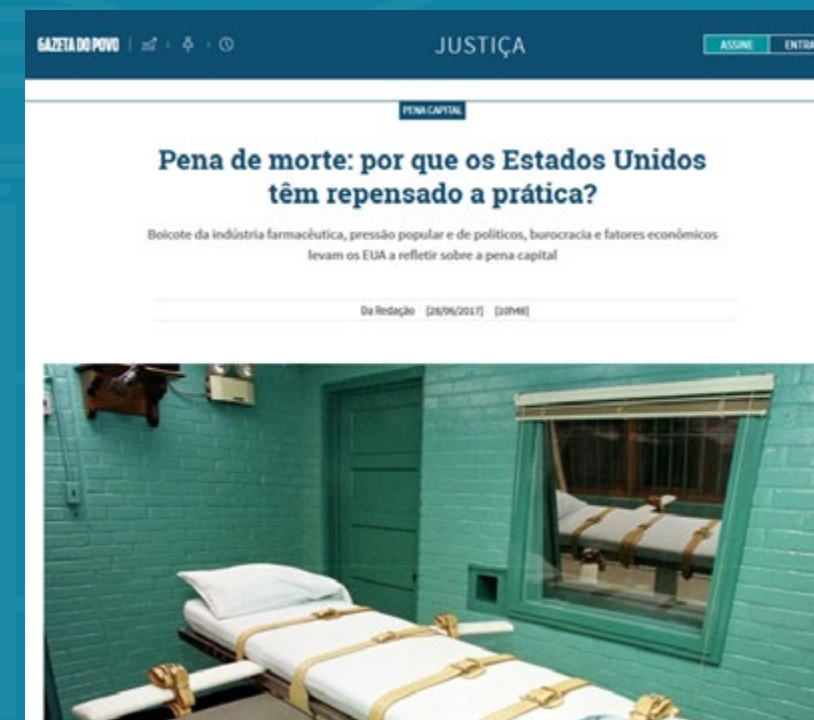 GAZETA DO POVO
JUSTIÇA
ASSINE
ENTRA
PENA CAPITAL
Pena de morte: por que os Estados Unidos
têm repensado a prática?
Boicote da indústria farmacêutica, pressão popular e de políticos, burocracia e fatores econômicos
levam os EUA a refletir sobre a pena capital
Da Redação [28/06/2017] [10h48]